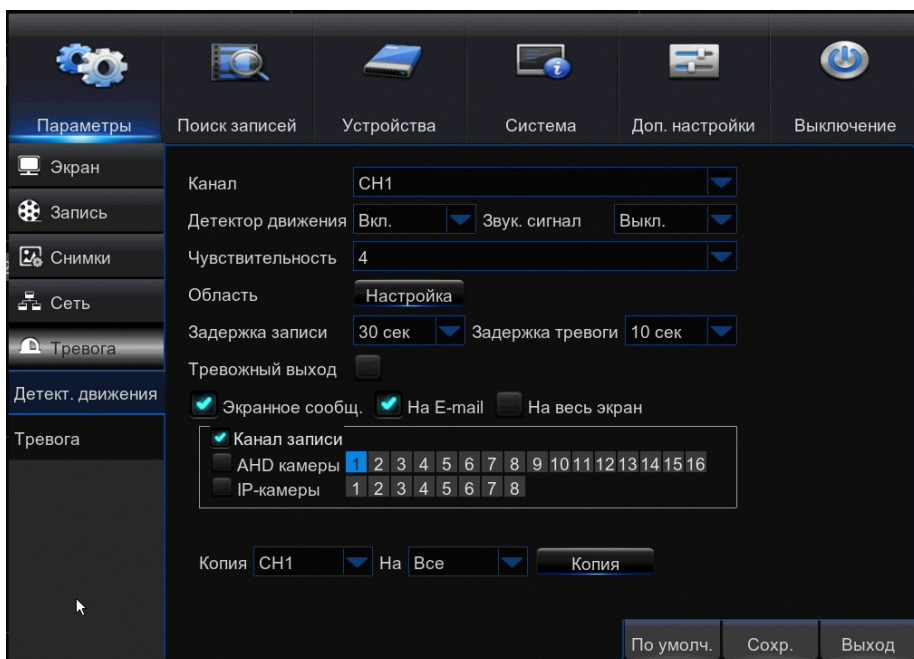 Параметры Поиск записей Устройства Система Доп. настройки Выключение
Экран
Запись
Снимки
Сеть
Тревога
Детект. движения
Тревога
Канал CH1
Детектор движения Вкл. Звук. сигнал Выкл.
Чувствительность 4
Область Настройка
Задержка записи 30 сек Задержка тревоги 10 сек
Тревожный выход
Экранное сообщ. На E-mail На весь экран
Канал записи
AHD камеры 1 2 3 4 5 6 7 8 9 10 11 12 13 14 15 16
IP-камеры 1 2 3 4 5 6 7 8
Копия CH1 На Все Копия
По умолч. Сохр. Выход